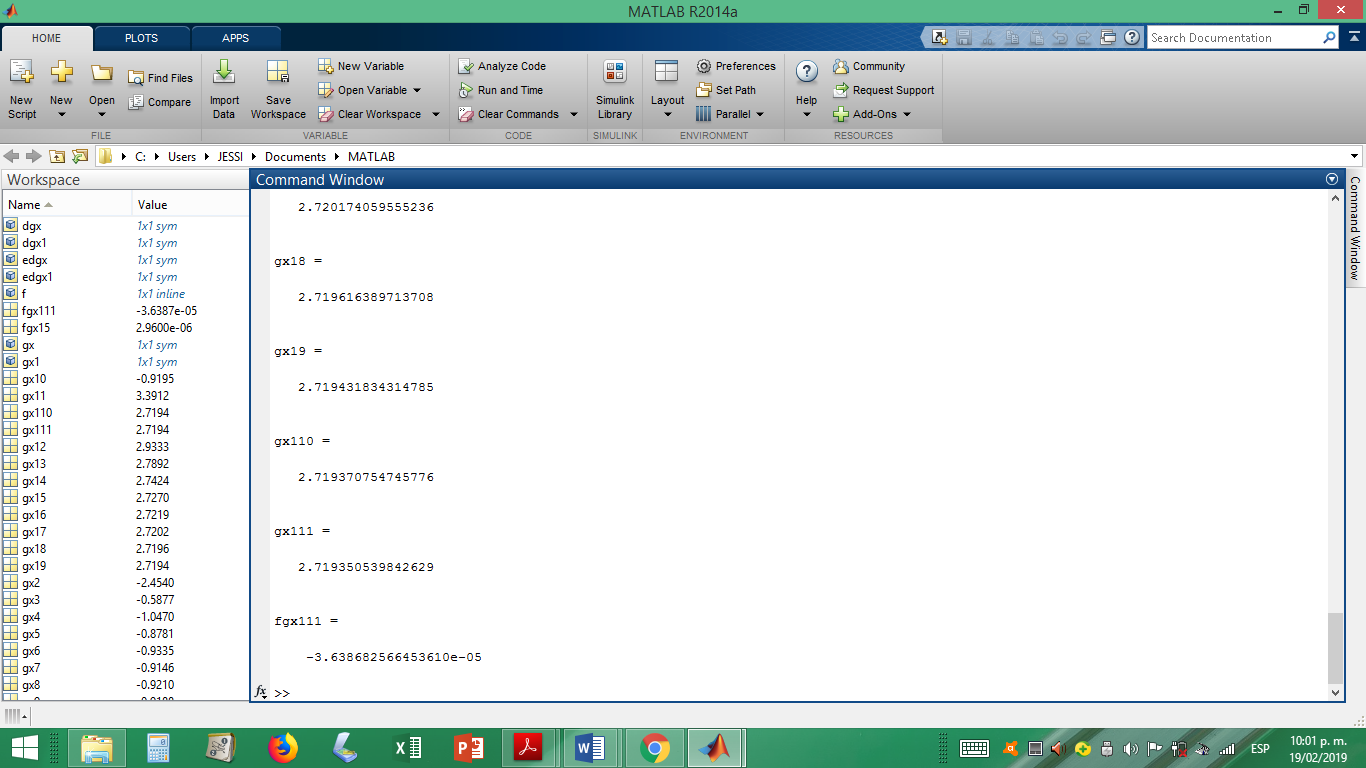 MATLAB R2014a
HOME PLOTS APPS
Search Documentation
New Script
New
Open
Find Files
Compare
FILE
Import Data
Save Workspace
New Variable
Open Variable
Clear Workspace
VARIABLE
Analyze Code
Run and Time
Clear Commands
CODE
Simulink Library
SIMULINK
Layout
Preferences
Set Path
Parallel
ENVIRONMENT
Help
Community
Request Support
Add-Ons
RESOURCES
C: Users JESSI Documents MATLAB
Workspace
Name Value
dgx 1x1 sym
dgx1 1x1 sym
edgx 1x1 sym
edgx1 1x1 sym
f 1x1 inline
fgx111 -3.6387e-05
fgx15 2.9600e-06
gx 1x1 sym
gx1 1x1 sym
gx10 -0.9195
gx11 3.3912
gx110 2.7194
gx111 2.7194
gx12 2.9333
gx13 2.7892
gx14 2.7424
gx15 2.7270
gx16 2.7219
gx17 2.7202
gx18 2.7196
gx19 2.7194
gx2 -2.4540
gx3 -0.5877
gx4 -1.0470
gx5 -0.8781
gx6 -0.9335
gx7 -0.9146
gx8 -0.9210
Command Window
2.720174059555236
gx18 =
2.719616389713708
gx19 =
2.719431834314785
gx110 =
2.719370754745776
gx111 =
2.719350539842629
fgx111 =
-3.638682566453610e-05
fx >>
Command Window
ESP
10:01 p. m.
19/02/2019